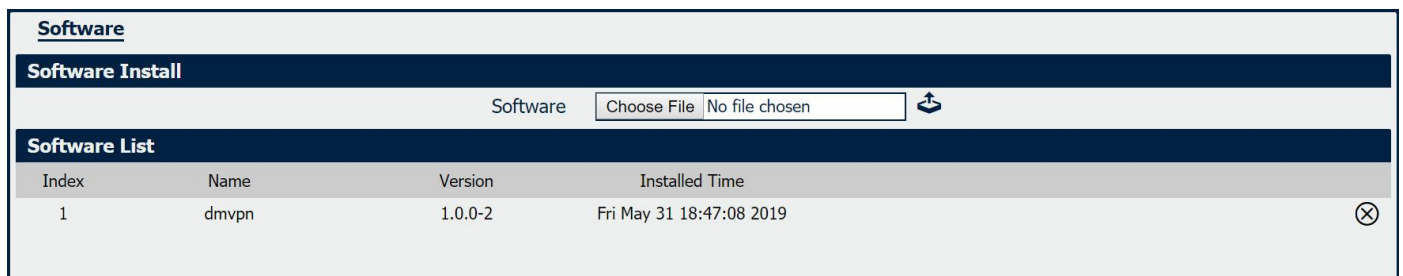 Software
Software Install
Software Choose File No file chosen
Software List
Index Name Version Installed Time
1 dmvpn 1.0.0-2 Fri May 31 18:47:08 2019